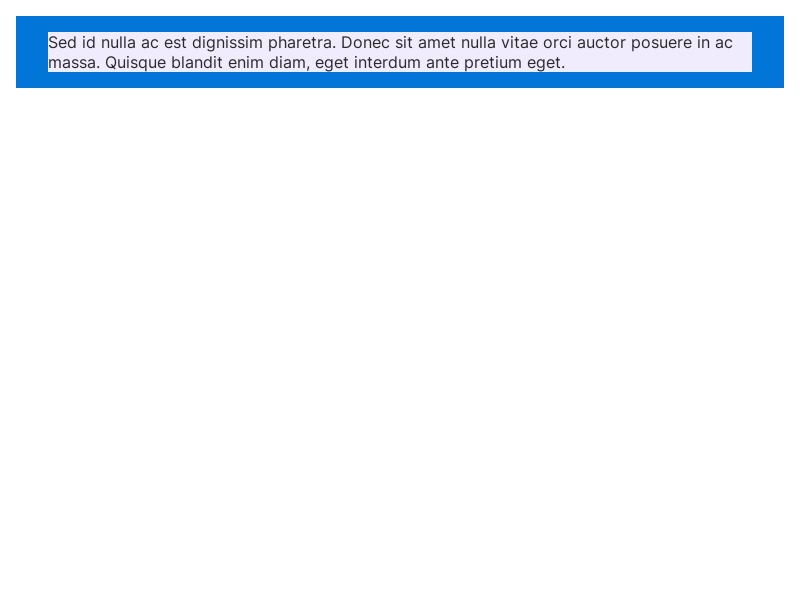 Sed id nulla ac est dignissim pharetra. Donec sit amet nulla vitae orci auctor posuere in ac
massa. Quisque blandit enim diam, eget interdum ante pretium eget.